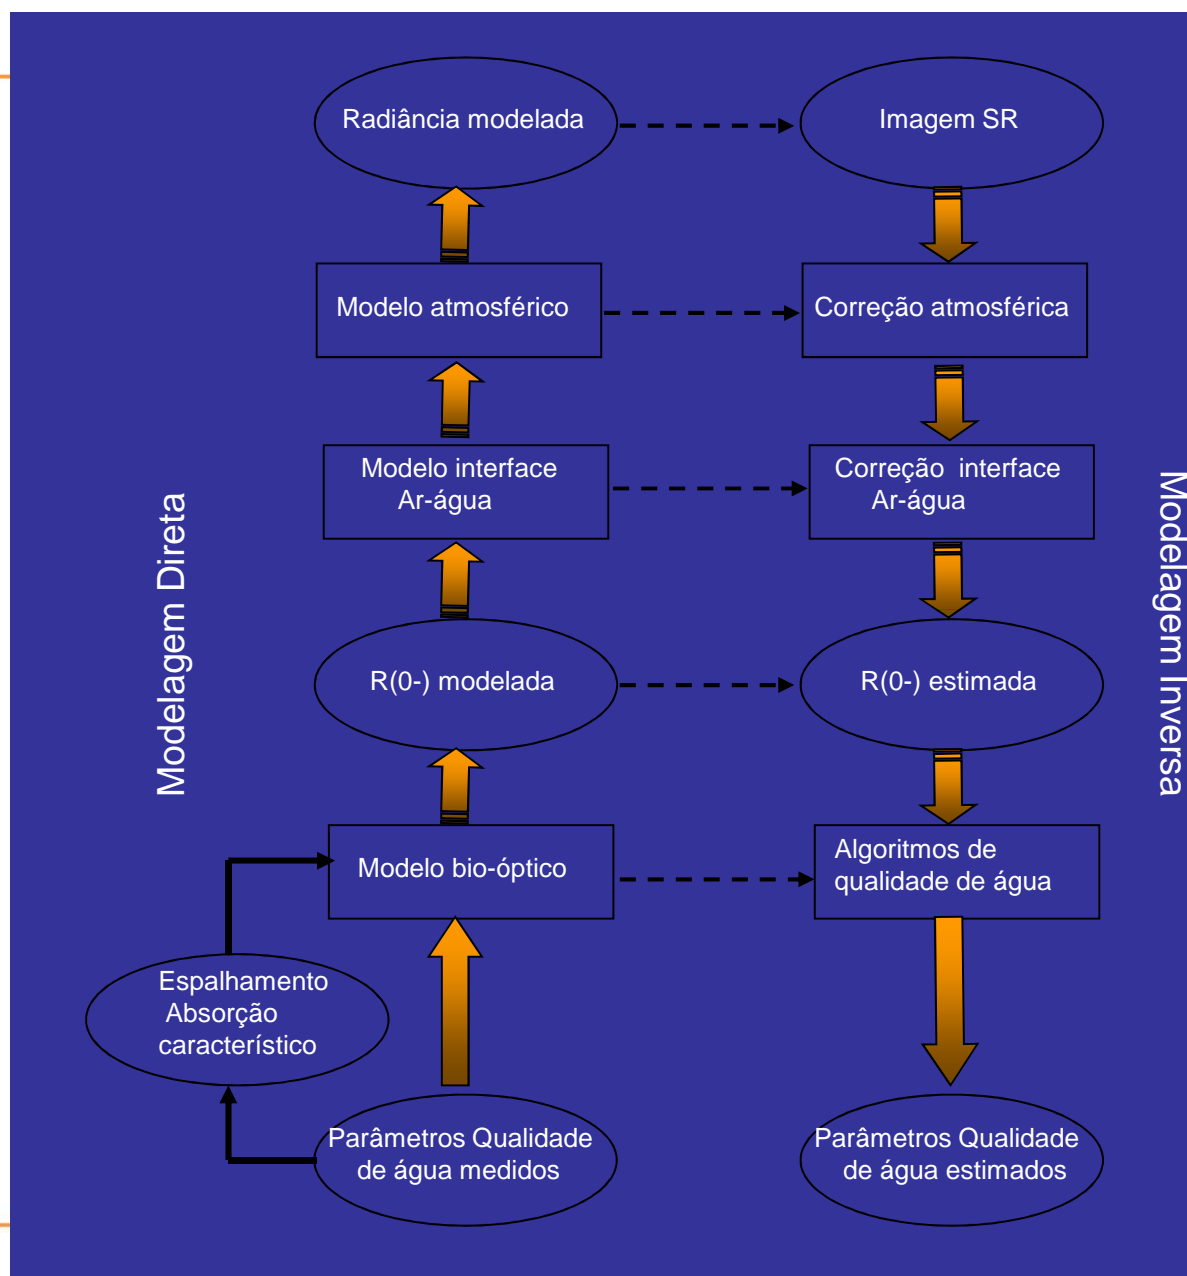 Radiância modelada
Imagem SR
Modelo atmosférico
Correção atmosférica
Modelo interface
Ar-água
Correção interface
Ar-água
Modelagem Direta
Modelagem Inversa
R(0-) modelada
R(0-) estimada
Modelo bio-óptico
Algoritmos de
qualidade de água
Espalhamento
Absorção
característico
Parâmetros Qualidade
de água medidos
Parâmetros Qualidade
de água estimados